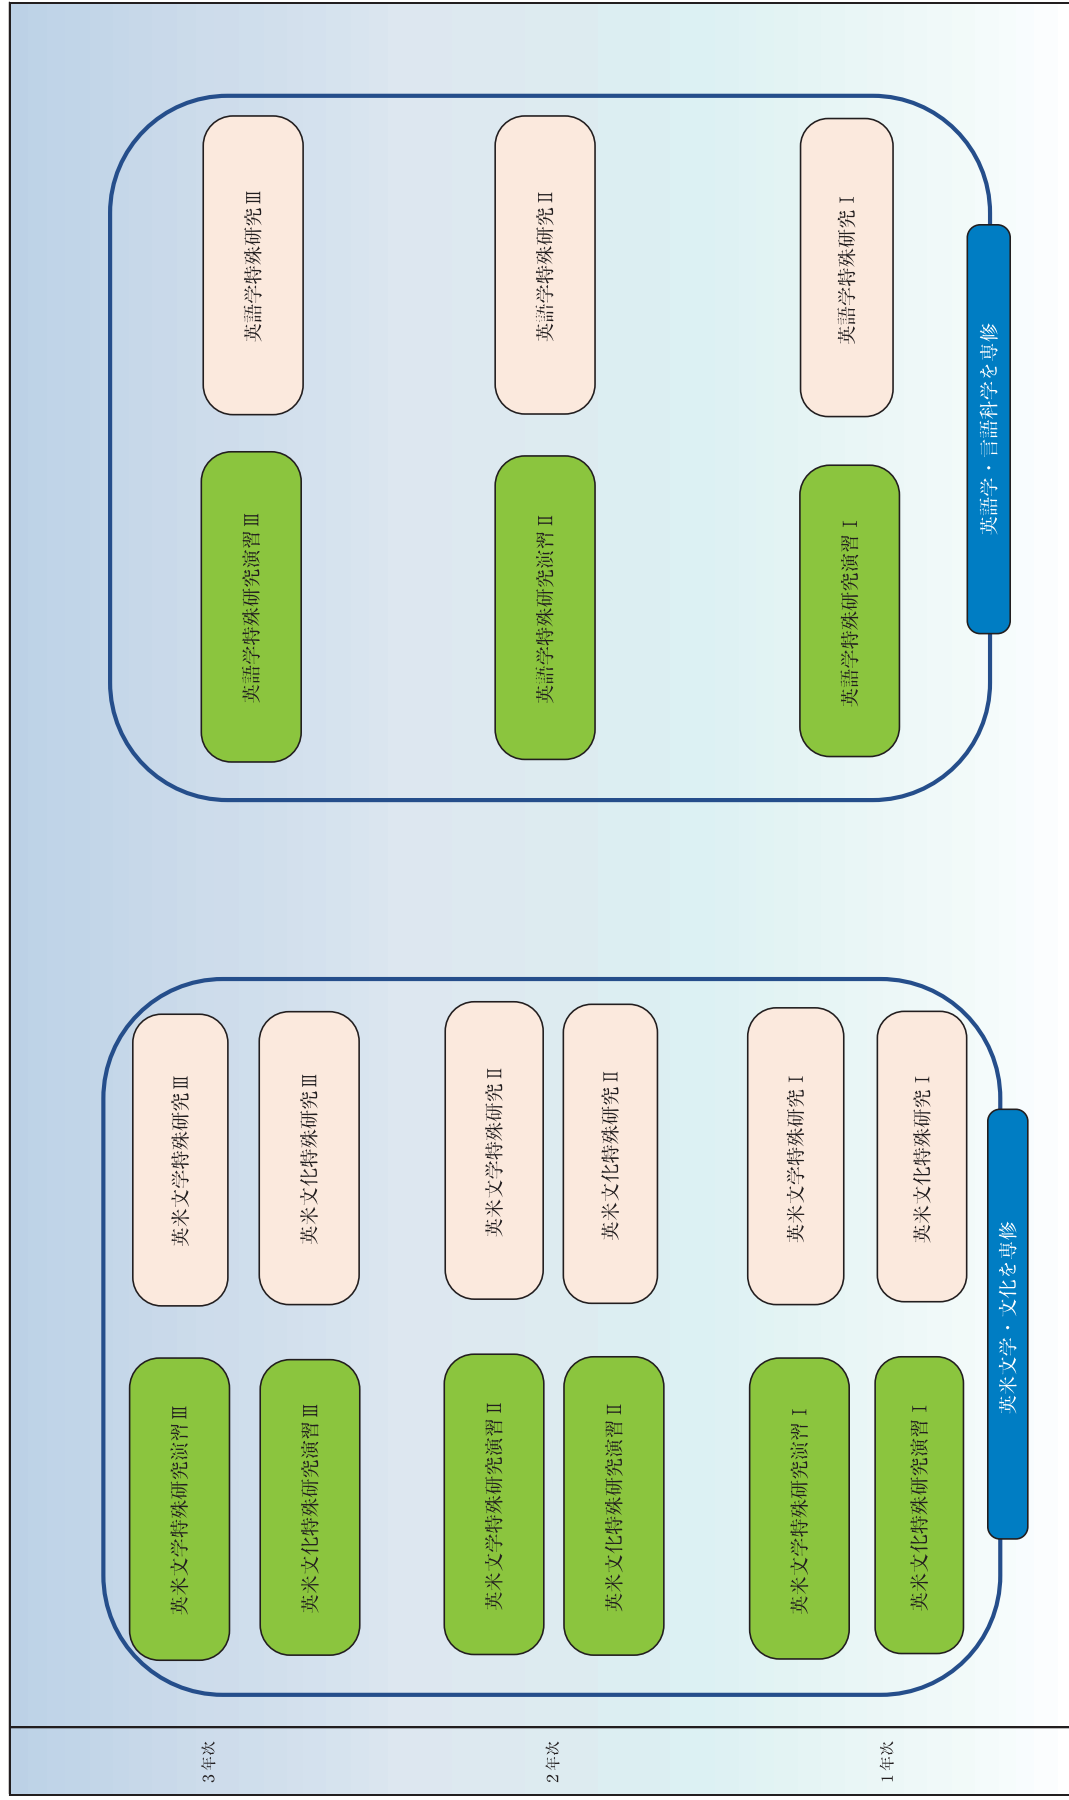 3年次
英米文学特殊研究演習Ⅲ
英米文学特殊研究Ⅲ
英米文化特殊研究演習Ⅲ
英米文化特殊研究Ⅲ
英語学特殊研究演習Ⅲ
英語学特殊研究Ⅲ
2年次
英米文学特殊研究演習Ⅱ
英米文学特殊研究Ⅱ
英米文化特殊研究演習Ⅱ
英米文化特殊研究Ⅱ
英語学特殊研究演習Ⅱ
英語学特殊研究Ⅱ
1年次
英米文学特殊研究演習Ⅰ
英米文学特殊研究Ⅰ
英米文化特殊研究演習Ⅰ
英米文化特殊研究Ⅰ
英語学特殊研究演習Ⅰ
英語学特殊研究Ⅰ
英米文学・文化を専修
英語学・言語科学を専修